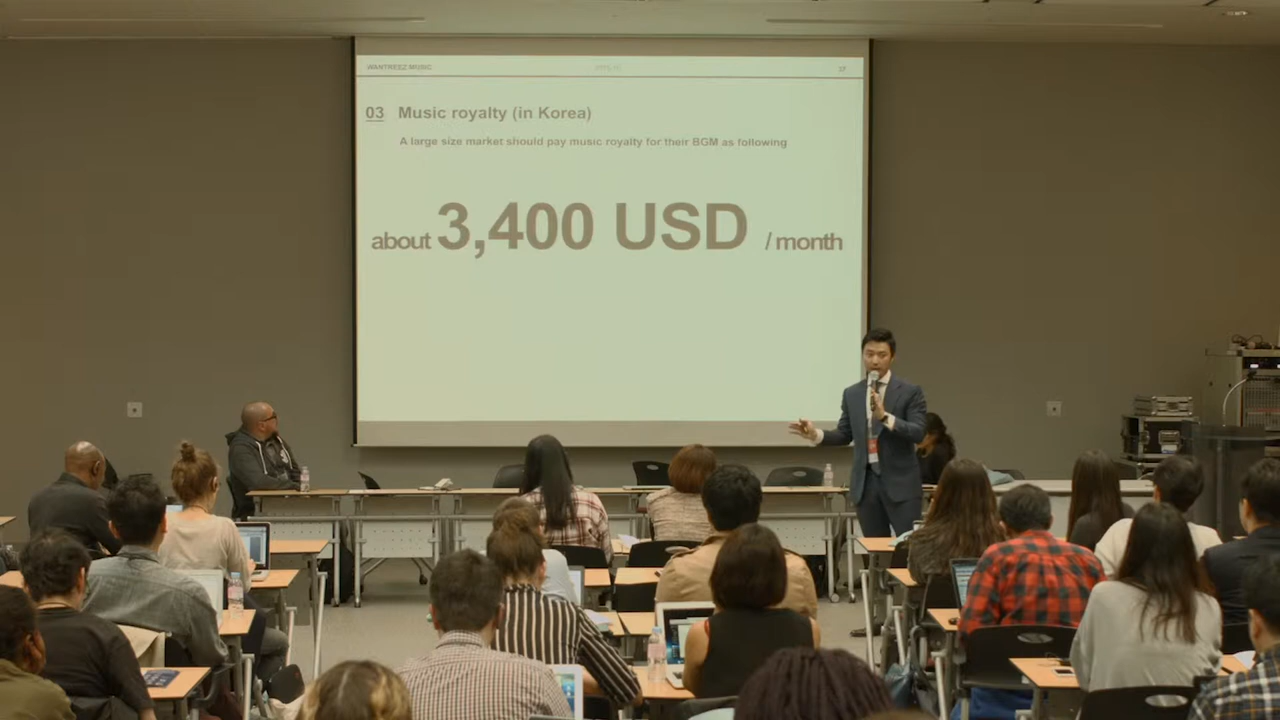 WANTREEZ MUSIC
17
03 Music royalty (in Korea)
A large size market should pay music royalty for their BGM as following
about 3,400 USD / month